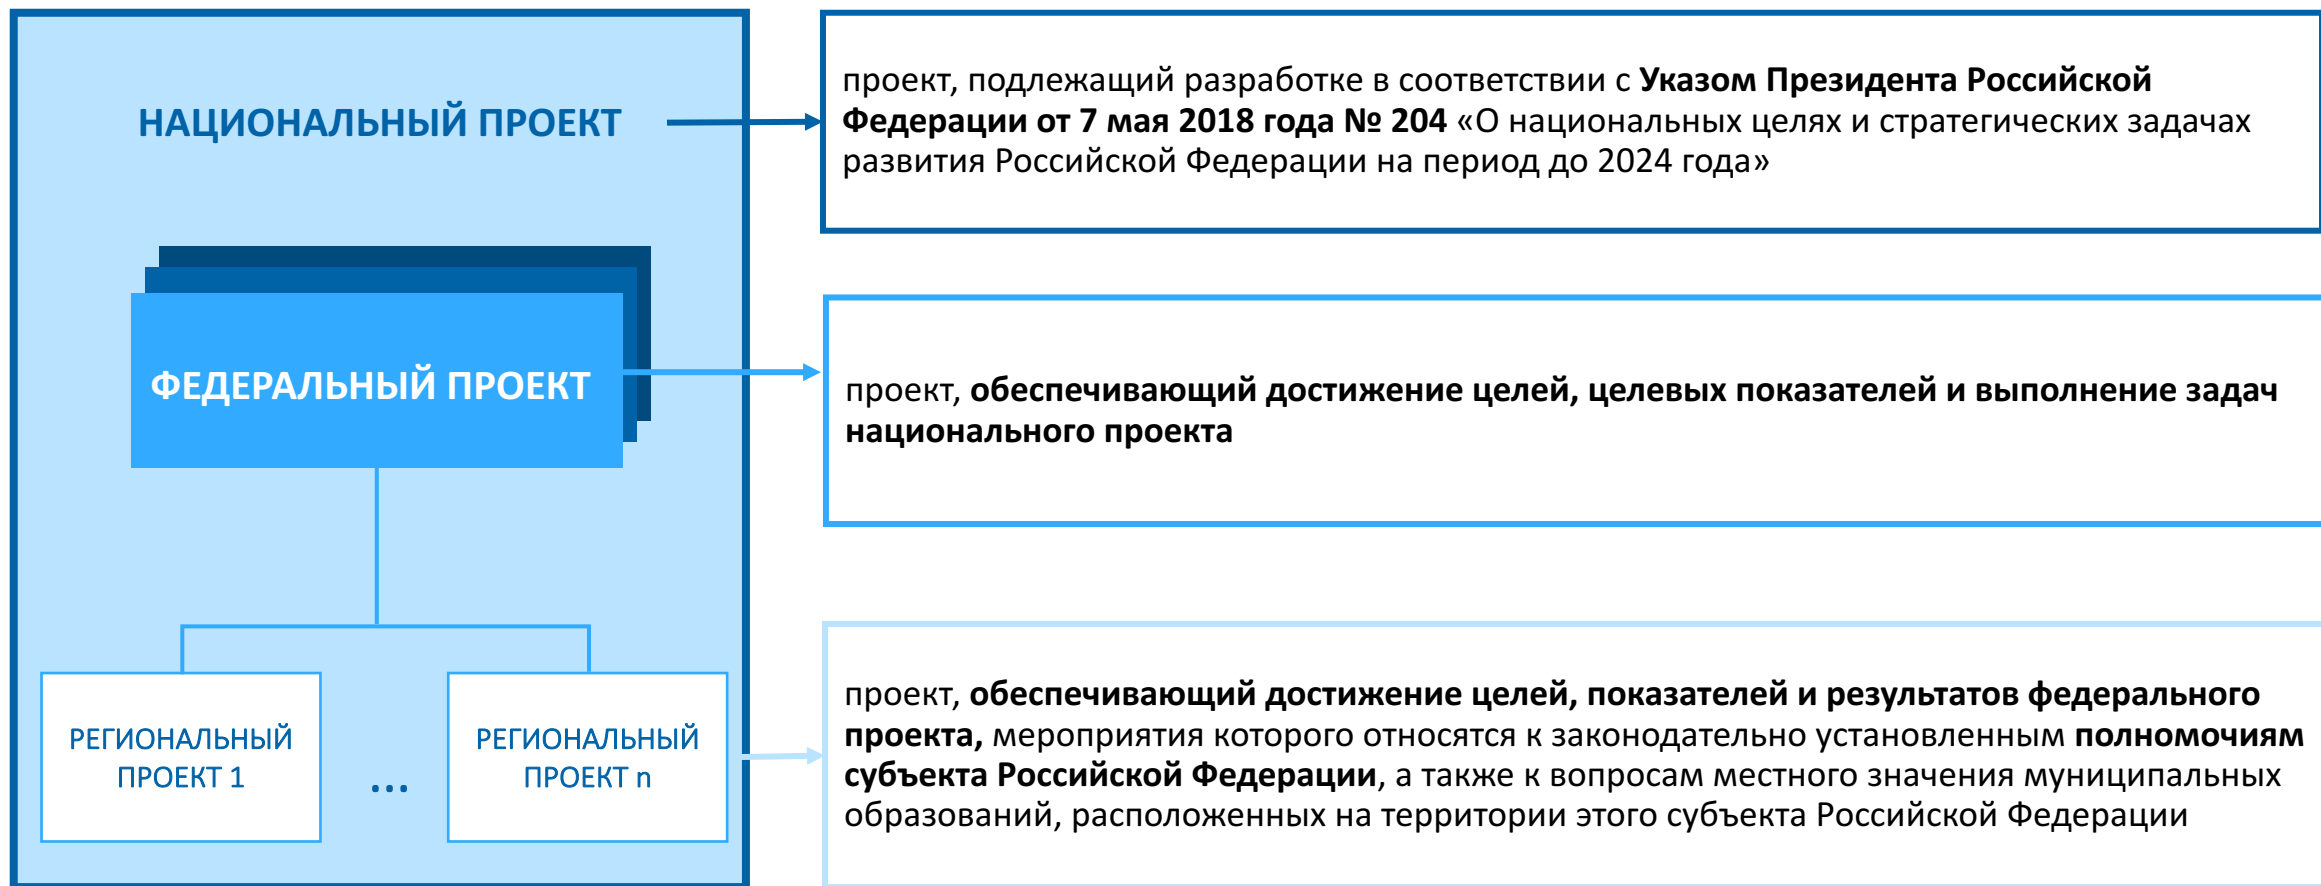 НАЦИОНАЛЬНЫЙ ПРОЕКТ
проект, подлежащий разработке в соответствии с Указом Президента Российской
Федерации от 7 мая 2018 года № 204 «О национальных целях и стратегических задачах
развития Российской Федерации на период до 2024 года»
ФЕДЕРАЛЬНЫЙ ПРОЕКТ
проект, обеспечивающий достижение целей, целевых показателей и выполнение задач
национального проекта
РЕГИОНАЛЬНЫЙ
ПРОЕКТ 1
...
РЕГИОНАЛЬНЫЙ
ПРОЕКТ n
проект, обеспечивающий достижение целей, показателей и результатов федерального
проекта, мероприятия которого относятся к законодательно установленным полномочиям
субъекта Российской Федерации, а также к вопросам местного значения муниципальных
образований, расположенных на территории этого субъекта Российской Федерации